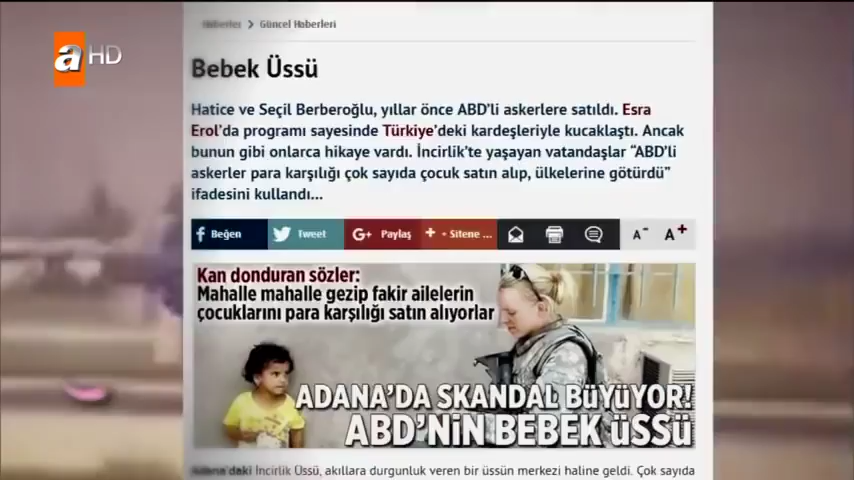 a HD
Haberler > Güncel Haberleri
Bebek Üssü
Hatice ve Seçil Berberoğlu, yıllar önce ABD'li askerlere satıldı. Esra
Erol'da programı sayesinde Türkiye'deki kardeşleriyle kucaklaştı. Ancak
bunun gibi onlarca hikaye vardı. İncirlik'te yaşayan vatandaşlar “ABD'li
askerler para karşılığı çok sayıda çocuk satın alıp, ülkelerine götürdü”
ifadesini kullandı...
Beğen Tweet G+ Paylaş + • Sitene ... A- A+
Kan donduran sözler:
Mahalle mahalle gezip fakir ailelerin
çocuklarını para karşılığı satın alıyorlar
ADANA'DA SKANDAL BÜYÜYOR!
ABD'NİN BEBEK ÜSSÜ
Adana'daki İncirlik Üssü, akıllara durgunluk veren bir üssün merkezi haline geldi. Çok sayıda